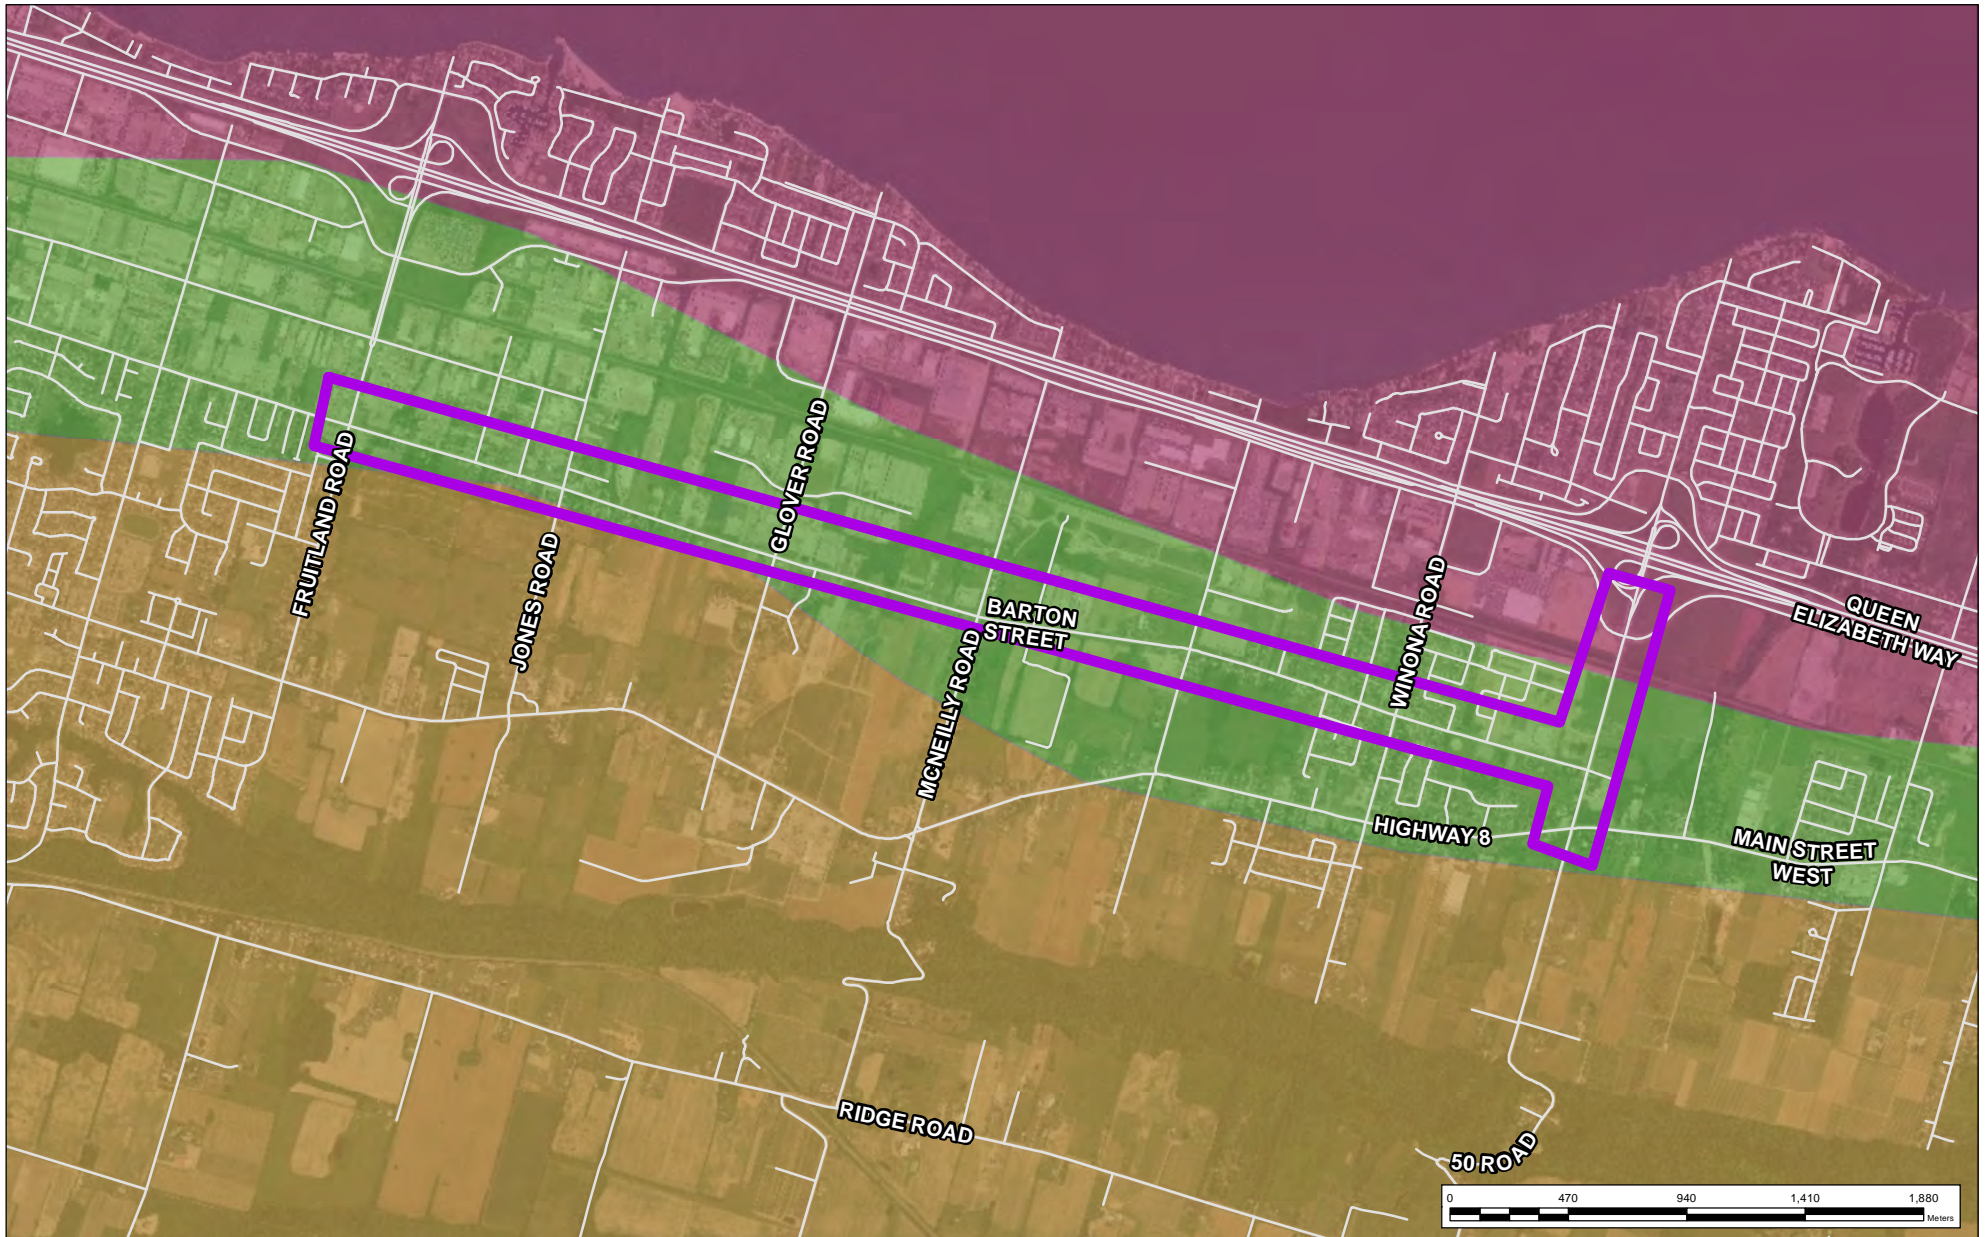 FRUITLAND ROAD
JONES ROAD
GLOVER ROAD
MCNEILLY ROAD
BARTON
STREET
WINONA ROAD
QUEEN
ELIZABETH WAY
HIGHWAY 8
MAIN STREET
WEST
RIDGE ROAD
50 ROAD
0 470 940 1,410 1,880
Meters